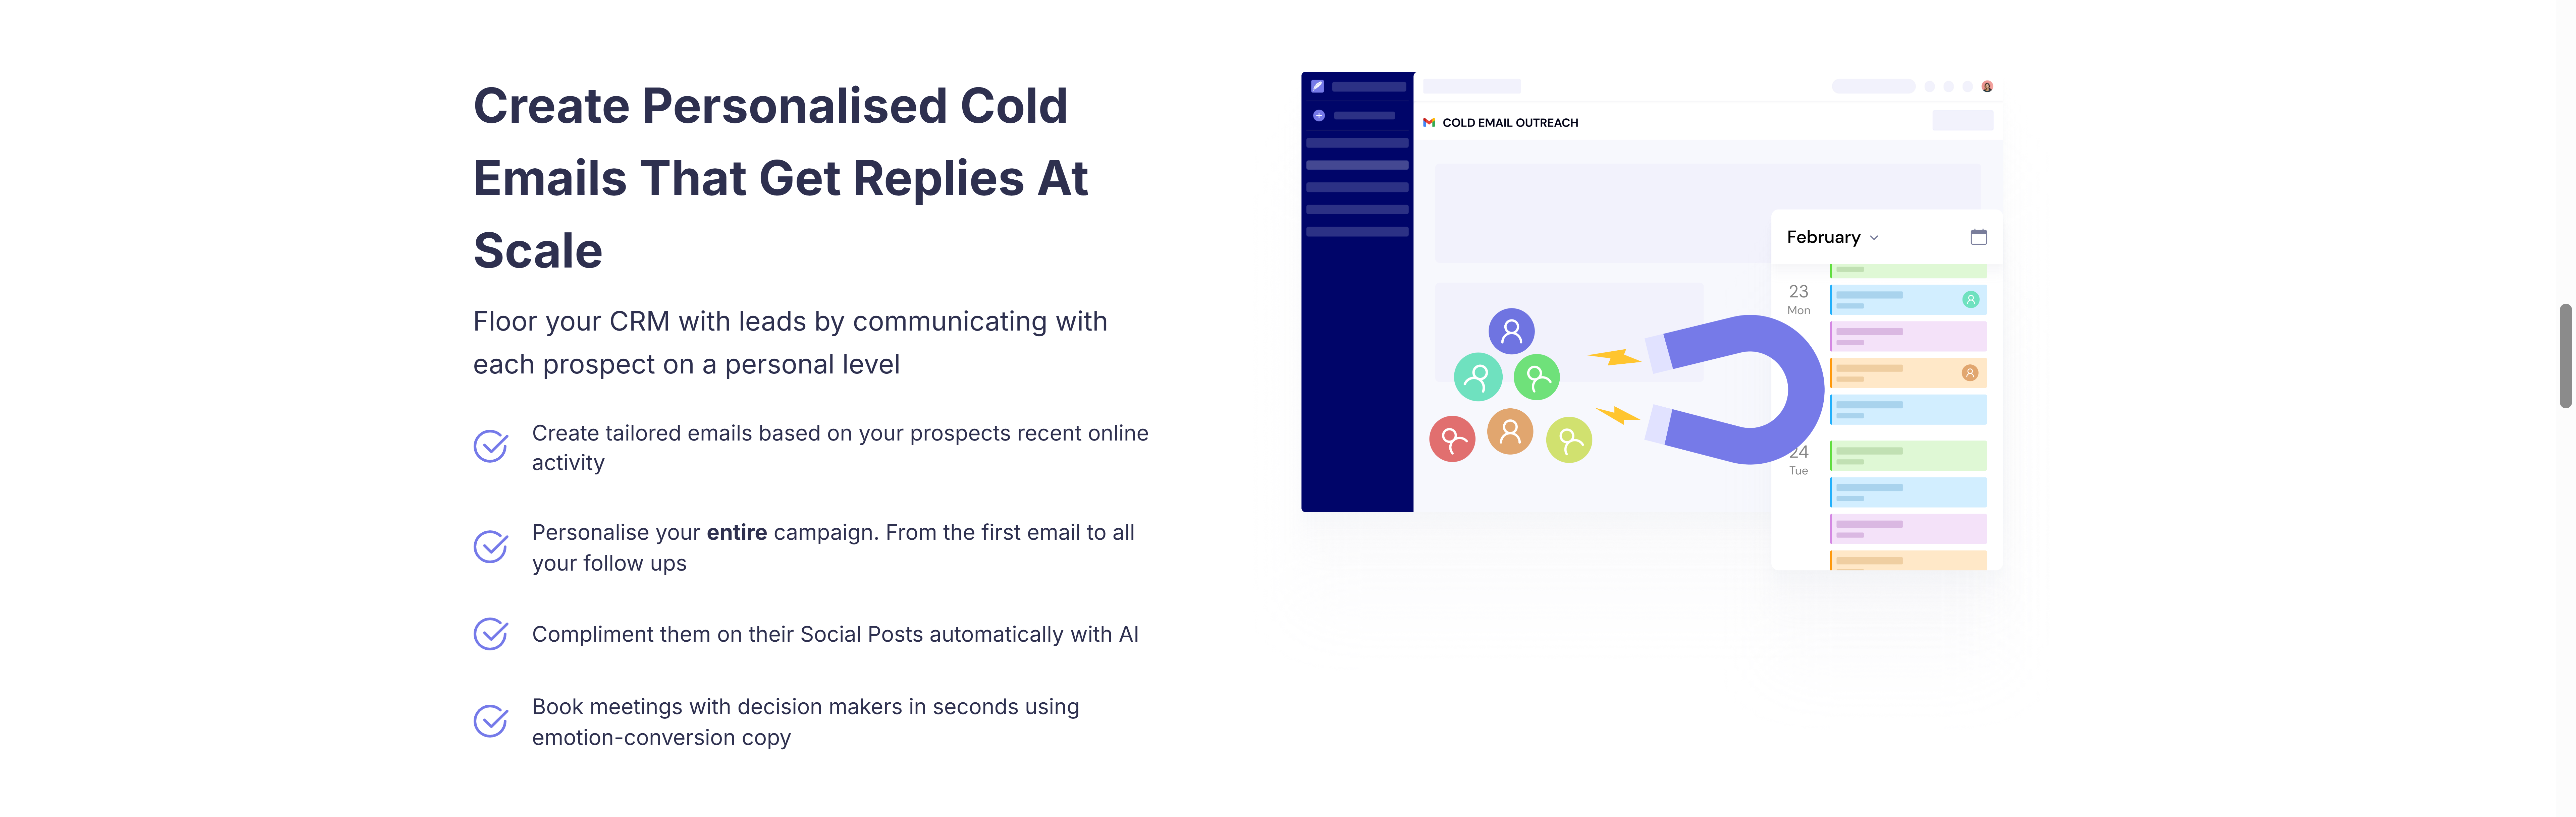 Create Personalised Cold
Emails That Get Replies At
Scale
Floor your CRM with leads by communicating with
each prospect on a personal level
Create tailored emails based on your prospects recent online
activity
Personalise your entire campaign. From the first email to all
your follow ups
Compliment them on their Social Posts automatically with AI
Book meetings with decision makers in seconds using
emotion-conversion copy
COLD EMAIL OUTREACH
February
23
Mon
24
Tue